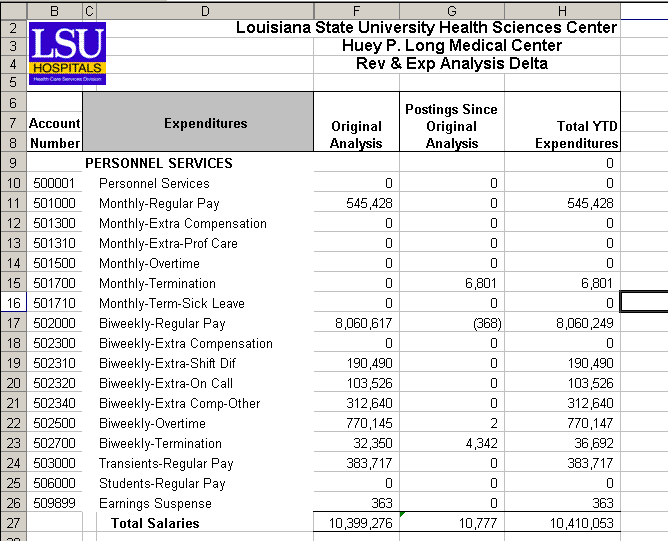 B C D F G H
2 Louisiana State University Health Sciences Center
3 Huey P. Long Medical Center
4 Rev & Exp Analysis Delta
5
LSU
HOSPITALS
Health Care Services Division
6 Postings Since
7 Account Expenditures Original Original Total YTD
8 Number Analysis Analysis Expenditures
9 PERSONNEL SERVICES 0
10 500001 Personnel Services 0 0 0
11 501000 Monthly-Regular Pay 545,428 0 545,428
12 501300 Monthly-Extra Compensation 0 0 0
13 501310 Monthly-Extra-Prof Care 0 0 0
14 501500 Monthly-Overtime 0 0 0
15 501700 Monthly-Termination 0 6,801 6,801
16 501710 Monthly-Term-Sick Leave 0 0 0
17 502000 Biweekly-Regular Pay 8,060,617 (368) 8,060,249
18 502300 Biweekly-Extra Compensation 0 0 0
19 502310 Biweekly-Extra-Shift Dif 190,490 0 190,490
20 502320 Biweekly-Extra-On Call 103,526 0 103,526
21 502340 Biweekly-Extra Comp-Other 312,640 0 312,640
22 502500 Biweekly-Overtime 770,145 2 770,147
23 502700 Biweekly-Termination 32,350 4,342 36,692
24 503000 Transients-Regular Pay 383,717 0 383,717
25 506000 Students-Regular Pay 0 0 0
26 509899 Earnings Suspense 363 0 363
27 Total Salaries 10,399,276 10,777 10,410,053